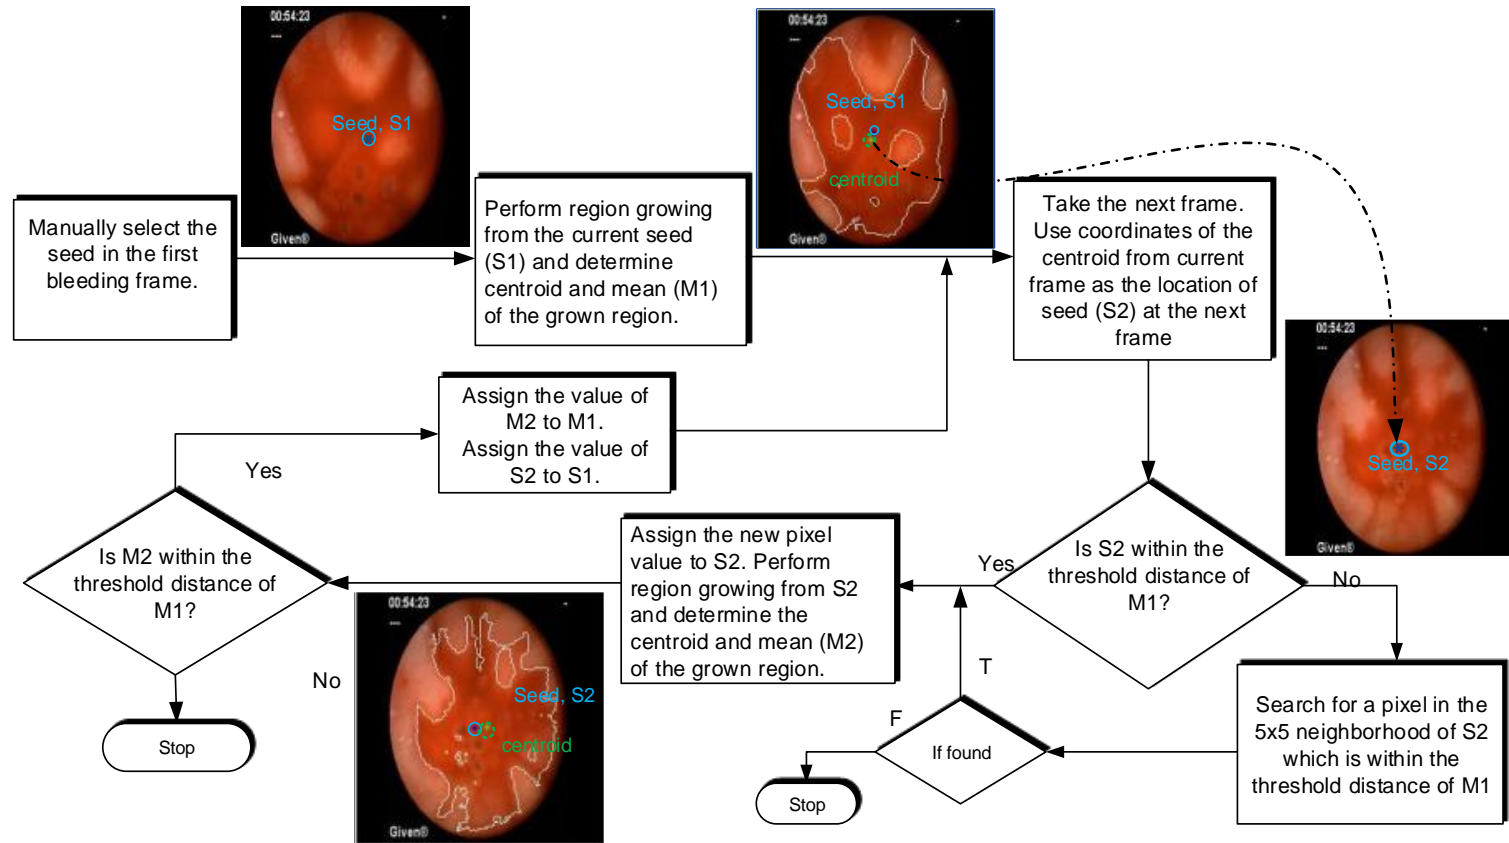 00:54:23
Seed, S1
Given®
00:54:23
Seed, S1
centroid
Given®
Manually select the
seed in the first
bleeding frame.
Perform region growing
from the current seed
(S1) and determine
centroid and mean (M1)
of the grown region.
Take the next frame.
Use coordinates of the
centroid from current
frame as the location of
seed (S2) at the next
frame
00:54:23
Seed, S2
Given®
Assign the value of
M2 to M1.
Assign the value of
S2 to S1.
Yes
Is M2 within the
threshold distance of
M1?
No
Stop
Assign the new pixel
value to S2. Perform
region growing from S2
and determine the
centroid and mean (M2)
of the grown region.
Yes
Is S2 within the
threshold distance of
M1?
No
00:54:23
Seed, S2
centroid
Given®
T
F
If found
Stop
Search for a pixel in the
5x5 neighborhood of S2
which is within the
threshold distance of M1